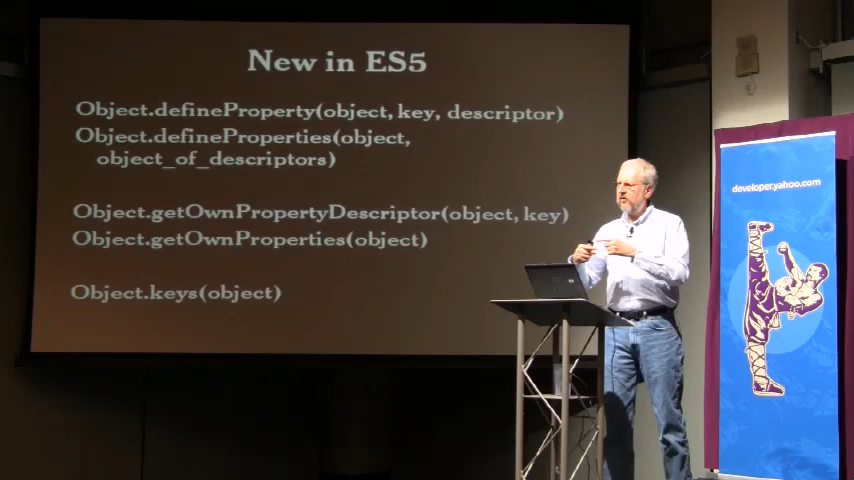 New in ES5
Object.defineProperty(object, key, descriptor)
Object.defineProperties(object,
object_of_descriptors)
Object.getOwnPropertyDescriptor(object, key)
Object.getOwnProperties(object)
Object.keys(object)
developer.yahoo.com